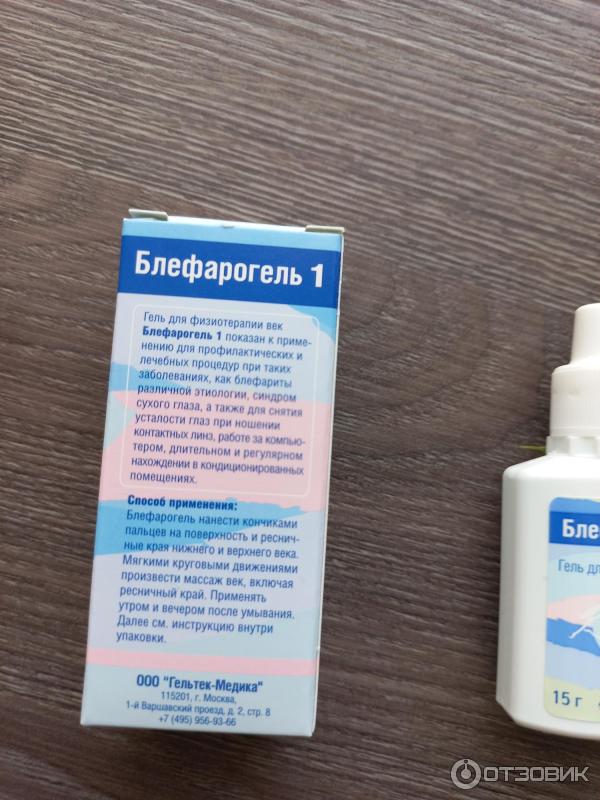 Блефарогель 1
Гель для физиотерапии век
Блефарогель 1 показан к приме-
нению для профилактических и
лечебных процедур при таких
заболеваниях, как блефариты
различной этиологии, синдром
сухого глаза, а также для снятия
усталости глаз при ношении
контактных линз, работе за компью-
тером, длительном и регулярном
нахождении в кондиционированных
помещениях.
Способ применения:
Блефарогель нанести кончиками
пальцев на поверхность и реснич-
ные края нижнего и верхнего века.
Мягкими круговыми движениями
произвести массаж век, включая
ресничный край. Применять
утром и вечером после умывания.
Далее см. инструкцию внутри
упаковки.
ООО "Гельтек-Медика"
115201, г. Москва,
1-й Варшавский проезд, д. 2, стр. 8
+7 (495) 956-93-66
Блеф
Гель дл
15 г
ОТЗОВИК